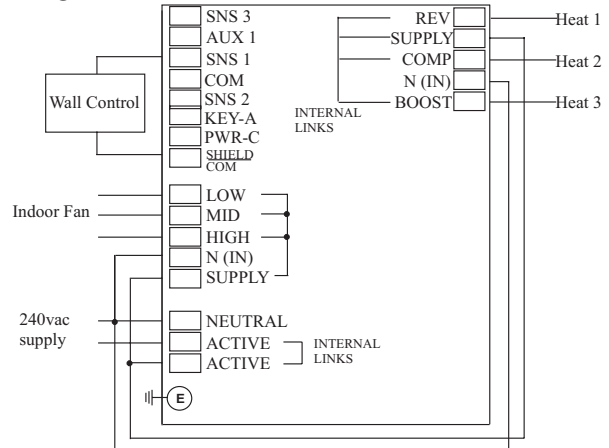 SNS 3
AUX 1
SNS 1
COM
SNS 2
KEY-A
PWR-C
SHIELD
COM
Wall Control
INTERNAL
LINKS
REV
SUPPLY
COMP
N (IN)
BOOST
Heat 1
Heat 2
Heat 3
Indoor Fan
LOW
MID
HIGH
N (IN)
SUPPLY
240vac
supply
NEUTRAL
ACTIVE
ACTIVE
INTERNAL
LINKS
E